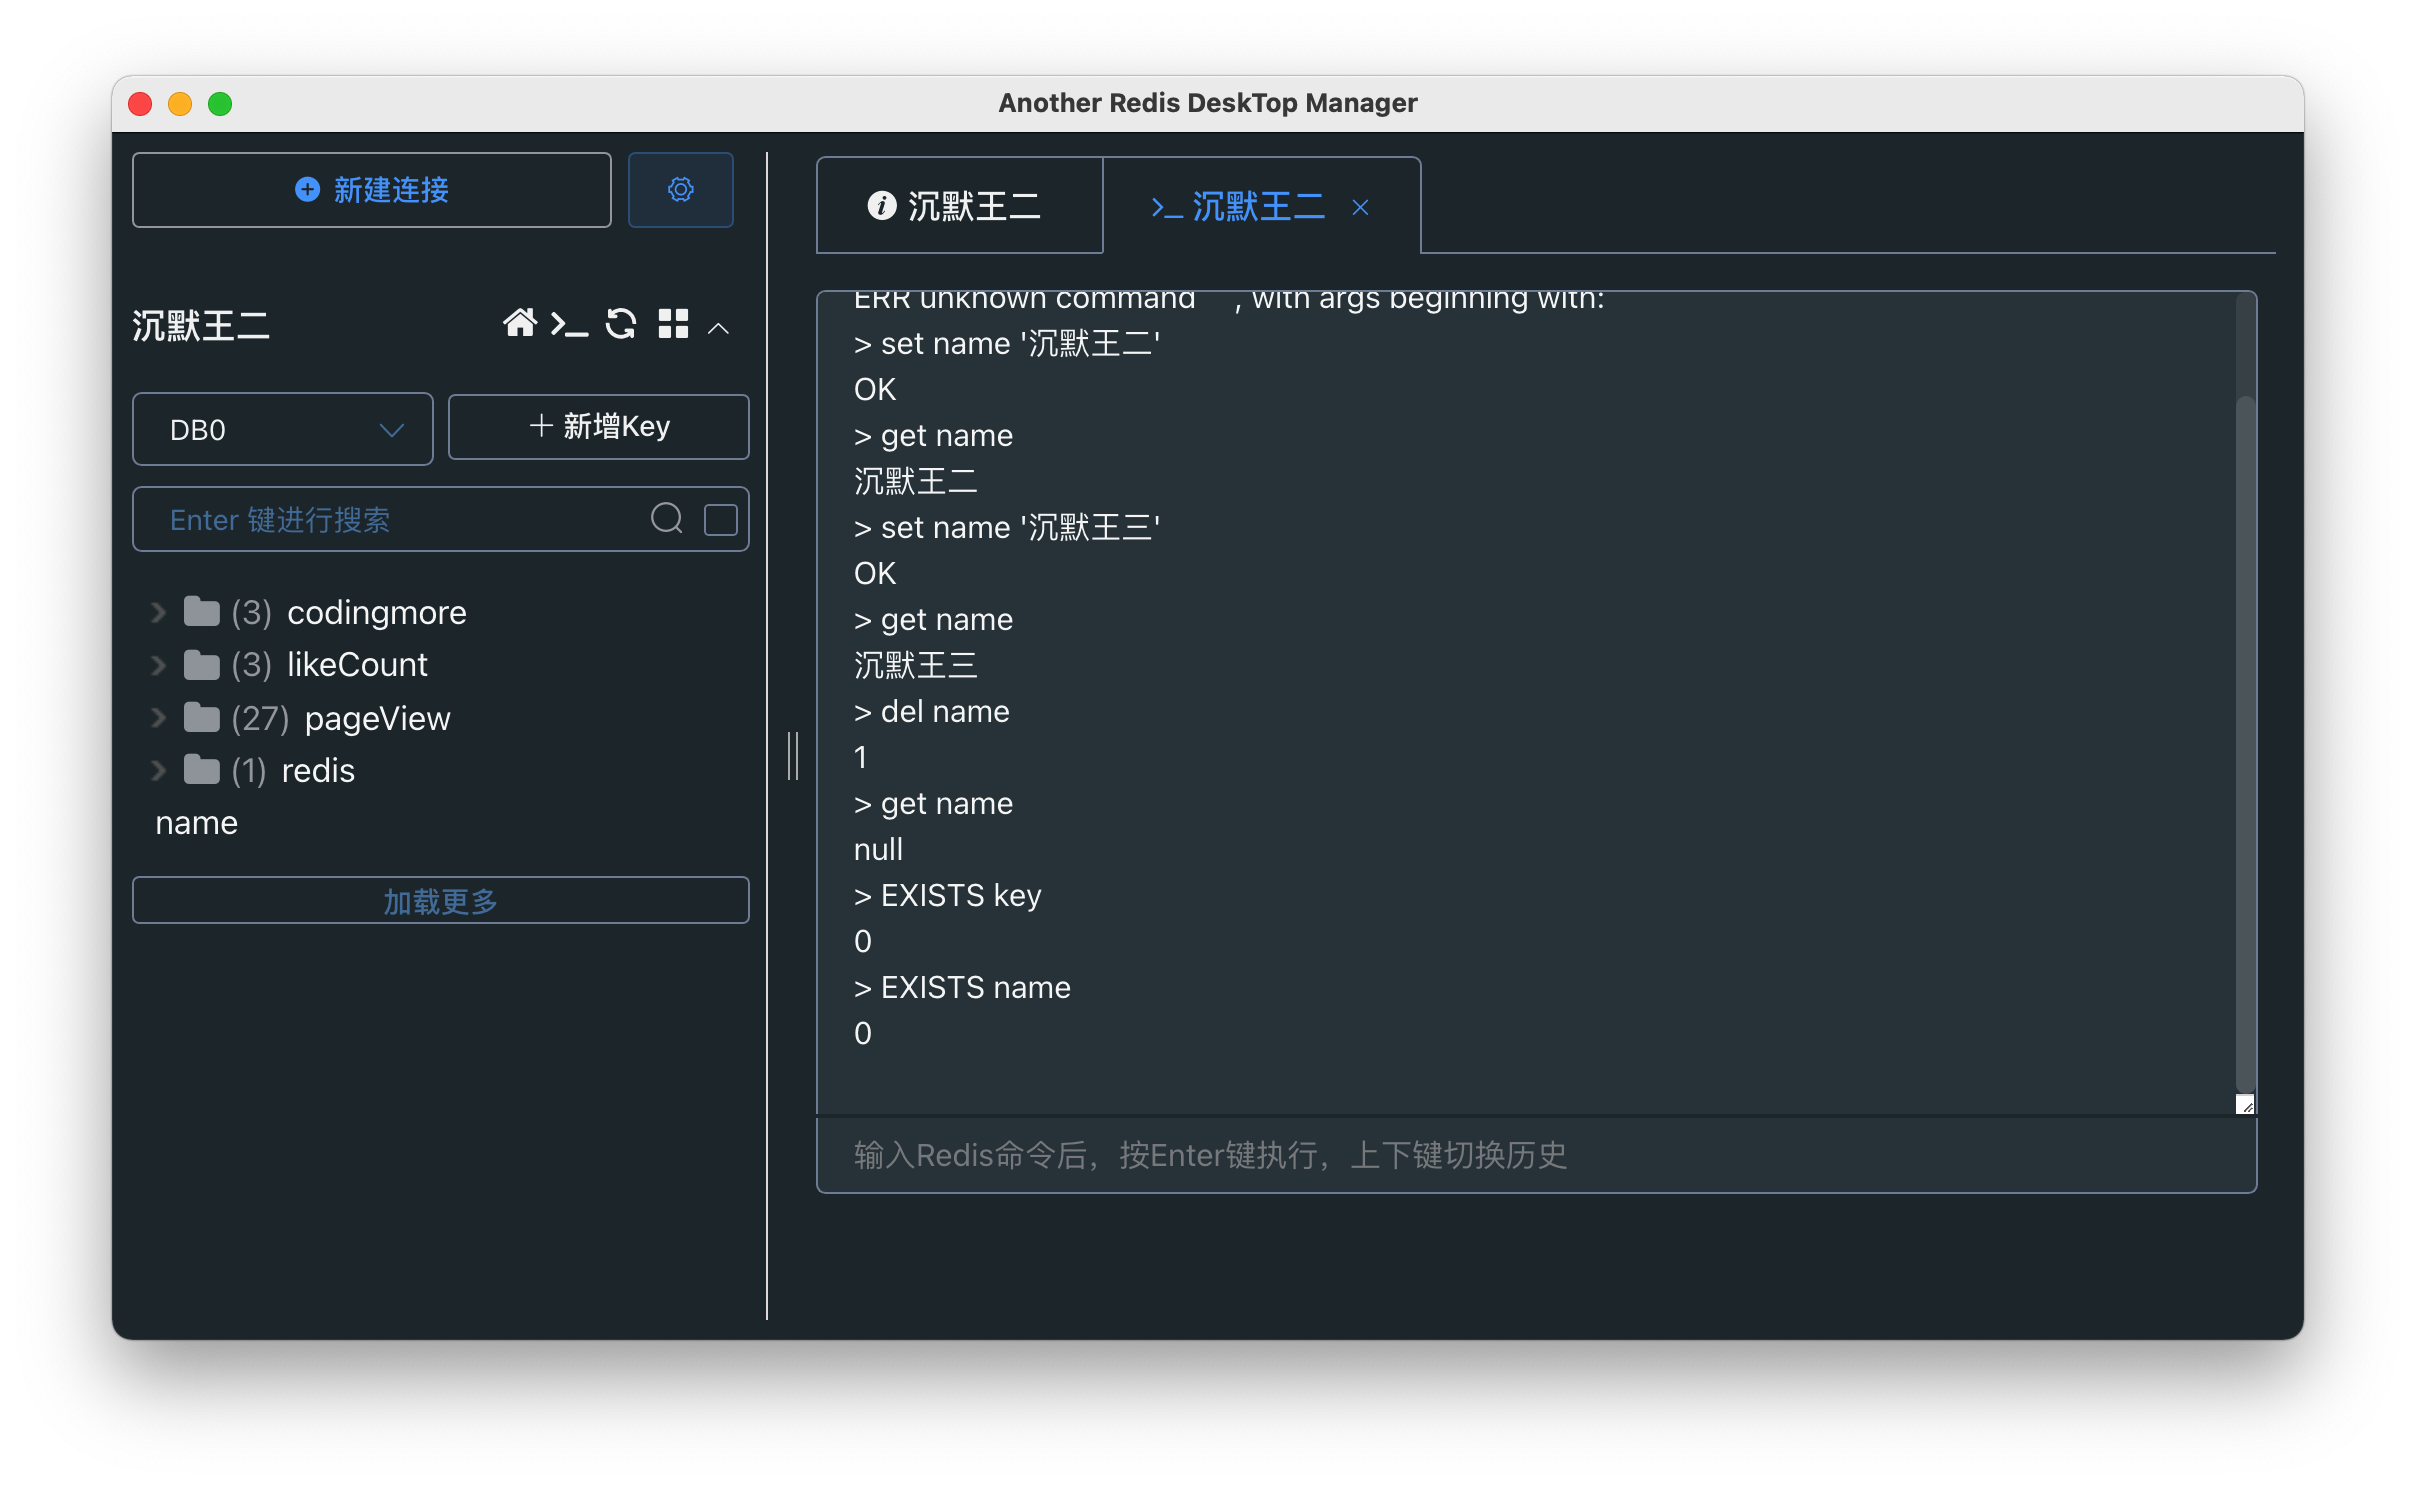 Another Redis DeskTop Manager
新建连接
沉默王二
DB0
新增Key
Enter 键进行搜索
(3) codingmore
(3) likeCount
(27) pageView
(1) redis
name
加载更多
沉默王二
>_ 沉默王二
ERR unknown command , with args beginning with:
> set name '沉默王二'
OK
> get name
沉默王二
> set name '沉默王三'
OK
> get name
沉默王三
> del name
1
> get name
null
> EXISTS key
0
> EXISTS name
0
输入Redis命令后，按Enter键执行，上下键切换历史